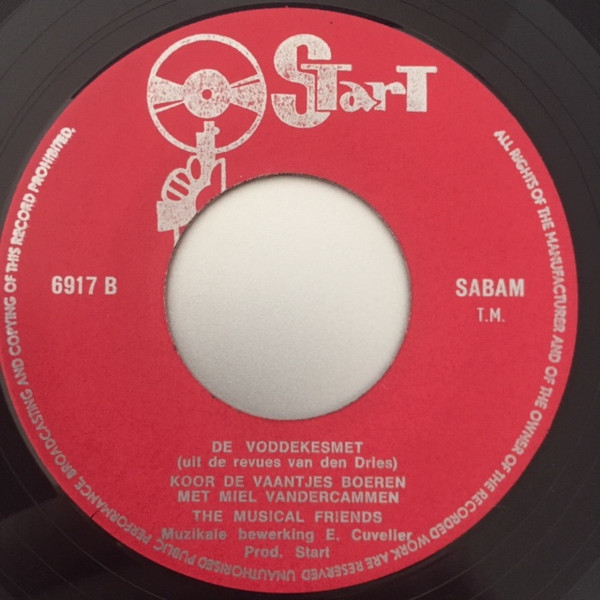 StarT
6917 B
SABAM
T.M.
DE VODDEKESMET
(uit de revues van den Dries)
KOOR DE VAANTJES BOEREN
MET MIEL VANDERCAMMEN
THE MUSICAL FRIENDS
Muzikale bewerking E. Cuvelier
Prod. Start
ALL RIGHTS OF THE MANUFACTURER AND OF THE OWNER OF THE RECORDED WORK ARE RESERVED UNAUTHORISED PUBLIC PERFORMANCE, BROADCASTING AND COPYING OF THIS RECORD PROHIBITED.